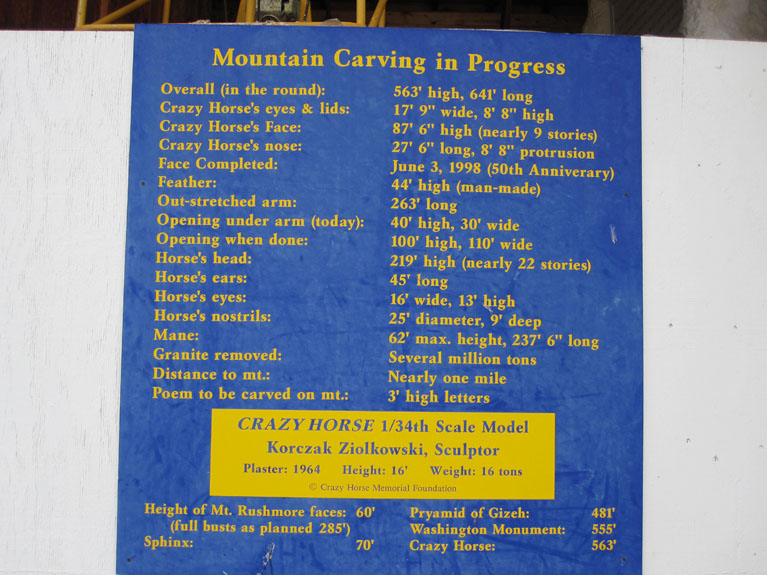 Mountain Carving in Progress
Overall (in the round): 563' high, 641' long
Crazy Horse's eyes & lids: 17' 9" wide, 8' 8" high
Crazy Horse's Face: 87' 6" high (nearly 9 stories)
Crazy Horse's nose: 27' 6" long, 8' 8" protrusion
Face Completed: June 3, 1998 (50th Anniverary)
Feather: 44' high (man-made)
Out-stretched arm: 263' long
Opening under arm (today): 40' high, 30' wide
Opening when done: 100' high, 110' wide
Horse's head: 219' high (nearly 22 stories)
Horse's ears: 45' long
Horse's eyes: 16' wide, 13' high
Horse's nostrils: 25' diameter, 9' deep
Mane: 62' max. height, 237' 6" long
Granite removed: Several million tons
Distance to mt.: Nearly one mile
Poem to be carved on mt.: 3' high letters
CRAZY HORSE 1/34th Scale Model
Korczak Ziolkowski, Sculptor
Plaster: 1964 Height: 16' Weight: 16 tons
© Crazy Horse Memorial Foundation
Height of Mt. Rushmore faces: 60'
(full busts as planned 285')
Sphinx: 70'
Pryamid of Gizeh: 481'
Washington Monument: 555'
Crazy Horse: 563'